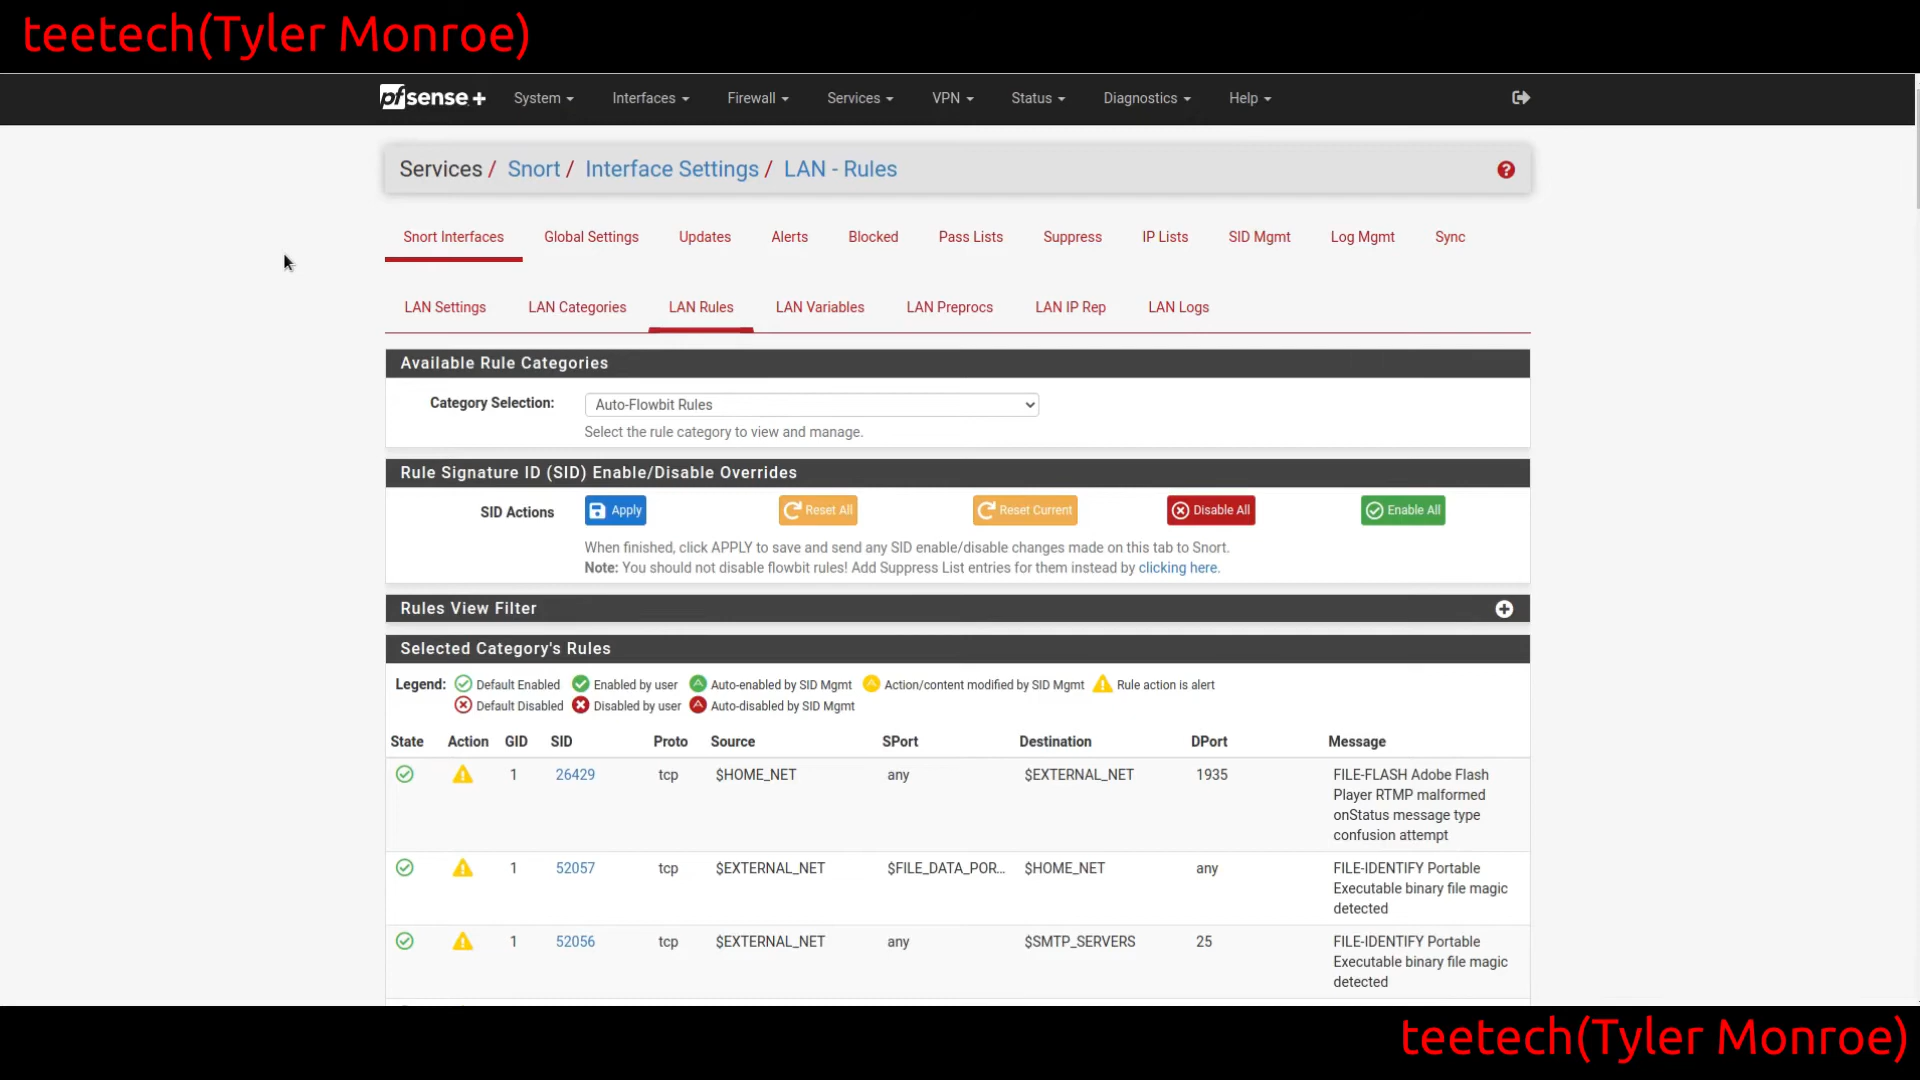 teetech(Tyler Monroe)
pfsense+ System Interfaces Firewall Services VPN Status Diagnostics Help
Services / Snort / Interface Settings / LAN - Rules
Snort Interfaces Global Settings Updates Alerts Blocked Pass Lists Suppress IP Lists SID Mgmt Log Mgmt Sync
LAN Settings LAN Categories LAN Rules LAN Variables LAN Preprocs LAN IP Rep LAN Logs
Available Rule Categories
Category Selection: Auto-Flowbit Rules
Select the rule category to view and manage.
Rule Signature ID (SID) Enable/Disable Overrides
SID Actions Apply Reset All Reset Current Disable All Enable All
When finished, click APPLY to save and send any SID enable/disable changes made on this tab to Snort.
Note: You should not disable flowbit rules! Add Suppress List entries for them instead by clicking here.
Rules View Filter
Selected Category's Rules
Legend: Default Enabled Enabled by user Auto-enabled by SID Mgmt Action/content modified by SID Mgmt Rule action is alert
Default Disabled Disabled by user Auto-disabled by SID Mgmt
State Action GID SID Proto Source SPort Destination DPort Message
1 26429 tcp $HOME_NET any $EXTERNAL_NET 1935 FILE-FLASH Adobe Flash
Player RTMP malformed
onStatus message type
confusion attempt
1 52057 tcp $EXTERNAL_NET $FILE_DATA_POR... $HOME_NET any FILE-IDENTIFY Portable
Executable binary file magic
detected
1 52056 tcp $EXTERNAL_NET any $SMTP_SERVERS 25 FILE-IDENTIFY Portable
Executable binary file magic
detected
teetech(Tyler Monroe)